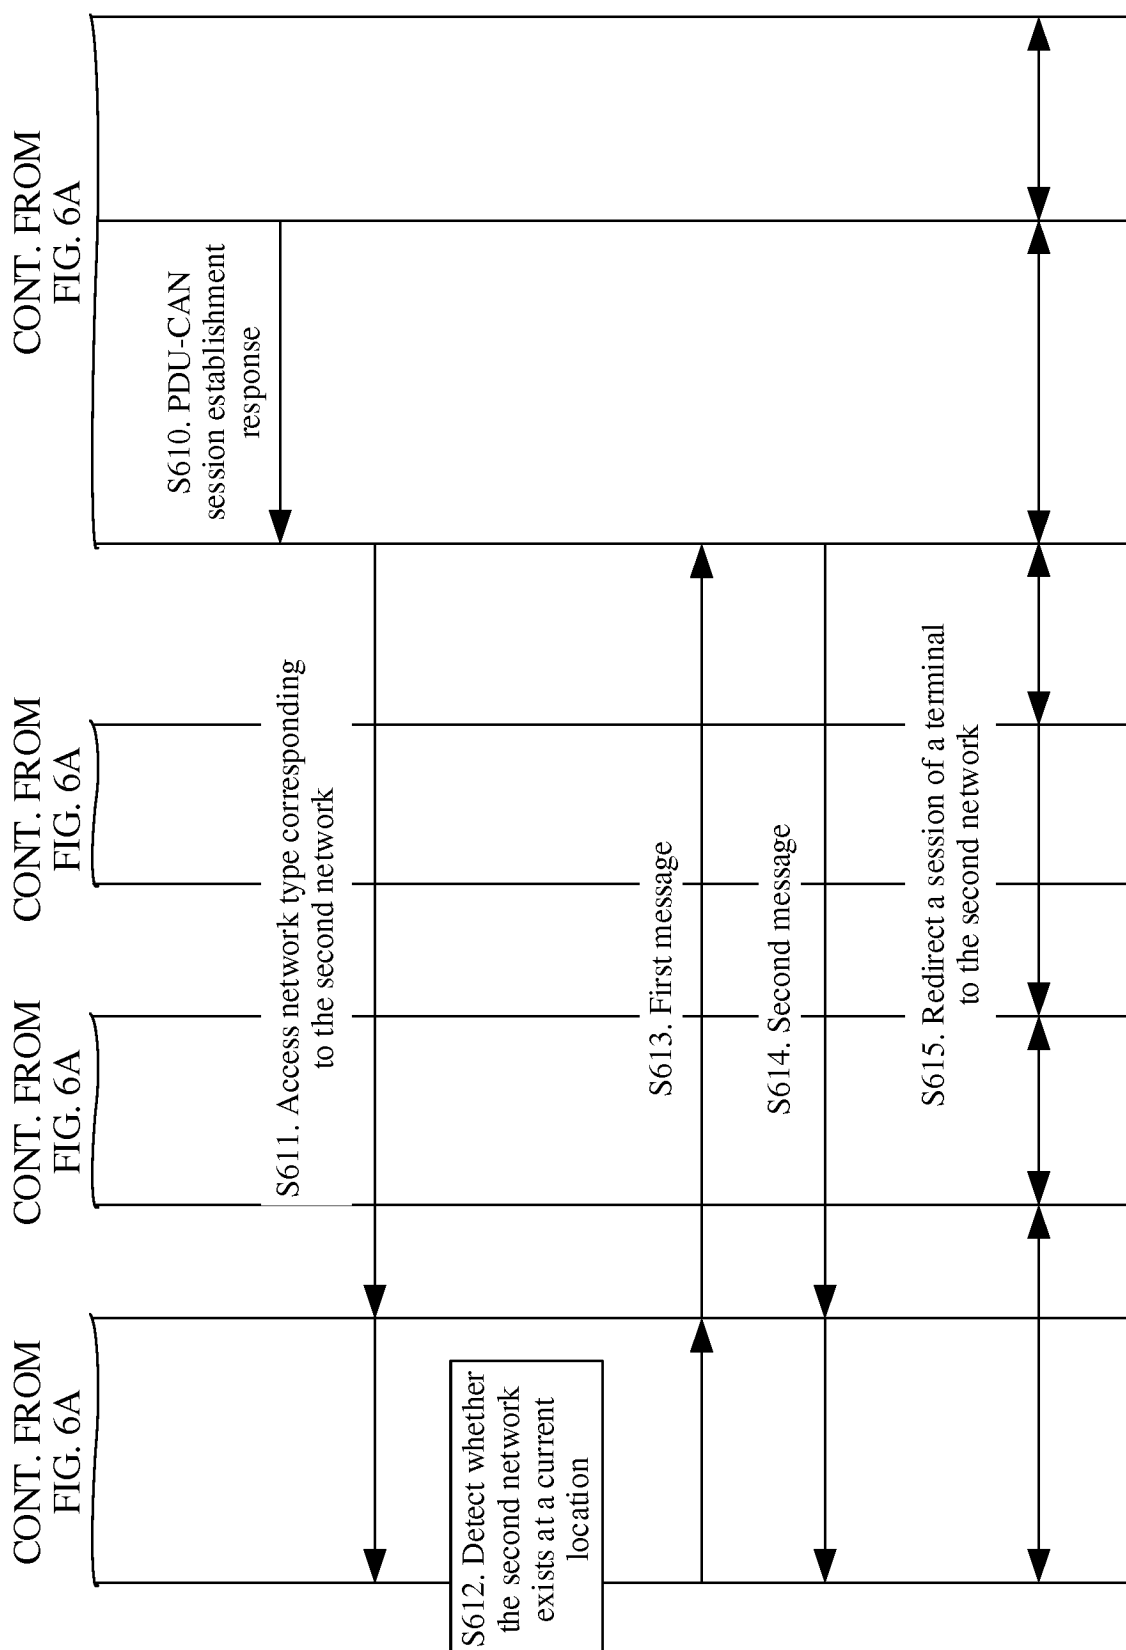 CONT. FROM
FIG. 6A
CONT. FROM
FIG. 6A
CONT. FROM
FIG. 6A
CONT. FROM
FIG. 6A
S610. PDU-CAN
session establishment
response
S611. Access network type corresponding
to the second network
S612. Detect whether
the second network
exists at a current
location
S613. First message
S614. Second message
S615. Redirect a session of a terminal
to the second network